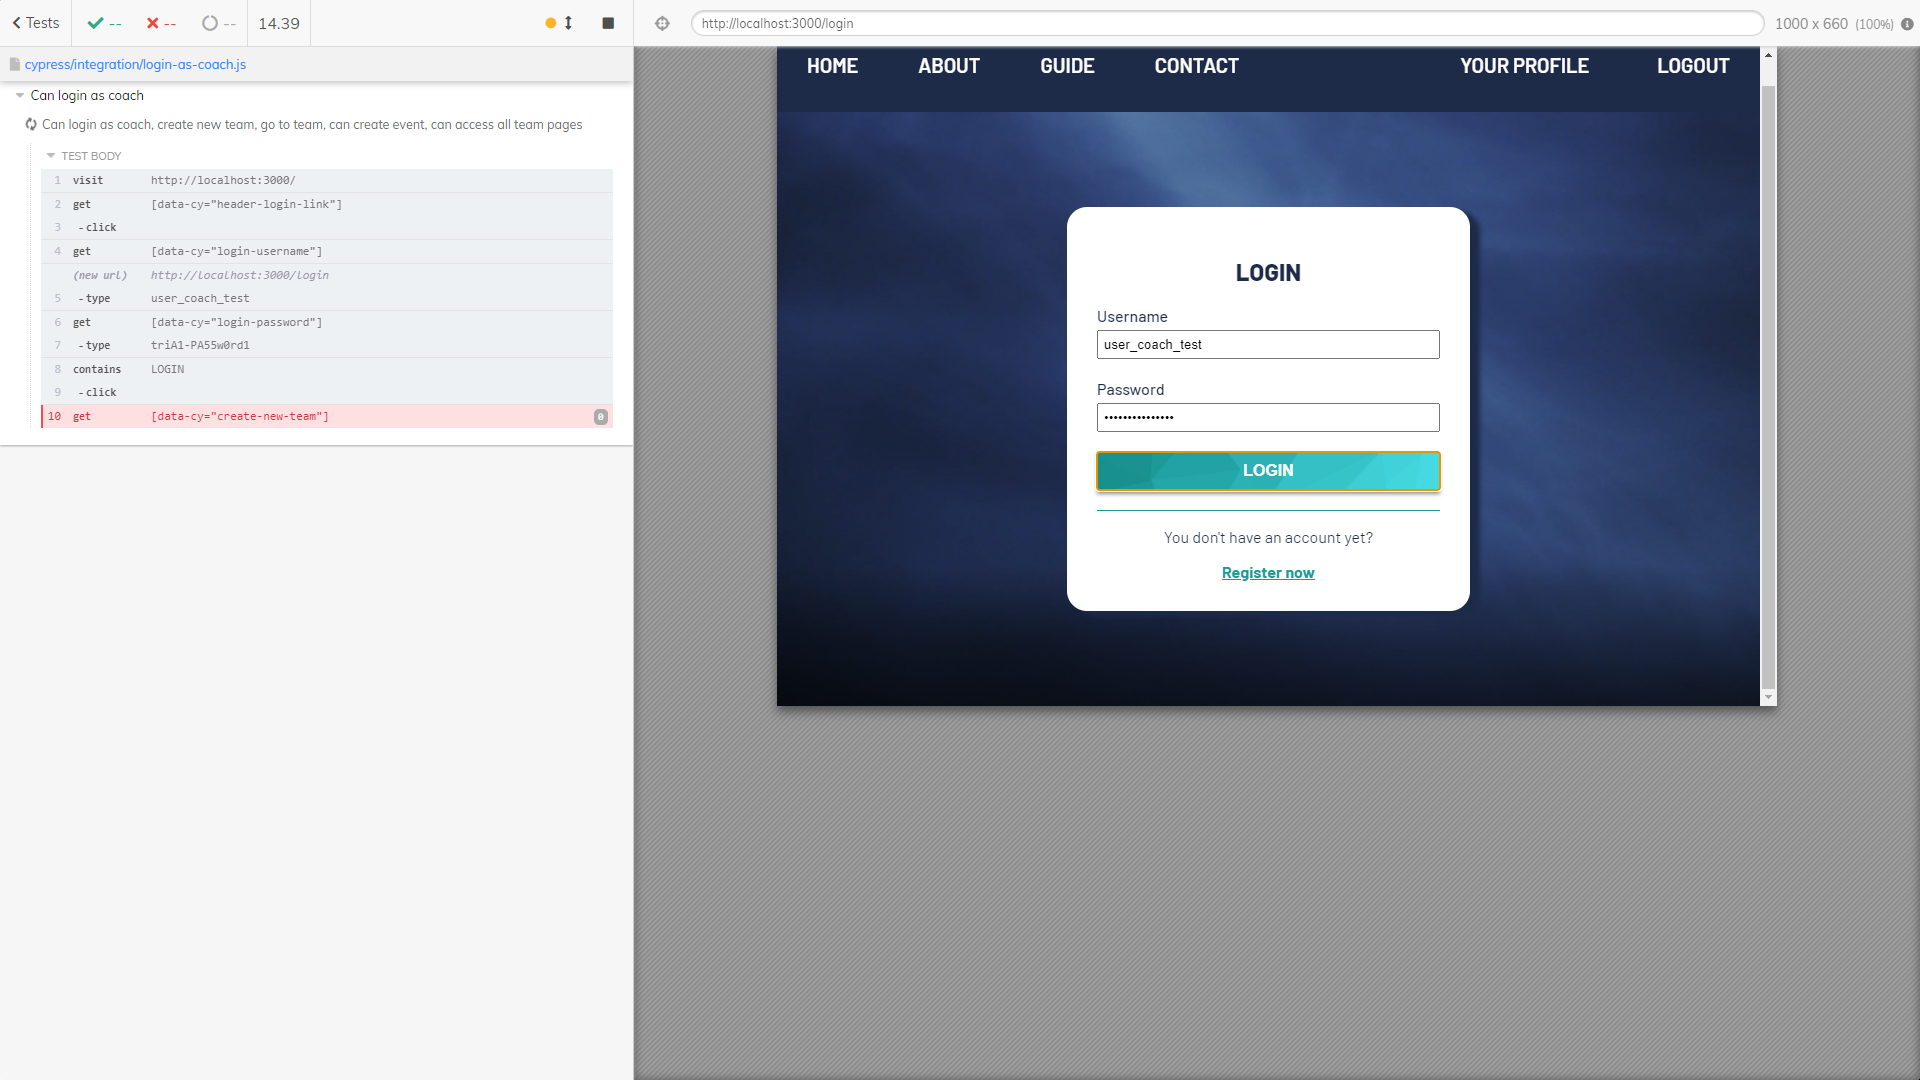 Tests -- -- -- 14.39
cypress/integration/login-as-coach.js
Can login as coach
Can login as coach, create new team, go to team, can create event, can access all team pages
TEST BODY
1 visit http://localhost:3000/
2 get [data-cy="header-login-link"]
3 -click
4 get [data-cy="login-username"]
(new url) http://localhost:3000/login
5 -type user_coach_test
6 get [data-cy="login-password"]
7 -type triA1-PA55w0rd1
8 contains LOGIN
9 -click
10 get [data-cy="create-new-team"] 0
http://localhost:3000/login 1000 x 660 (100%)
HOME ABOUT GUIDE CONTACT YOUR PROFILE LOGOUT
LOGIN
Username
user_coach_test
Password
•••••••••••••••
LOGIN
You don't have an account yet?
Register now